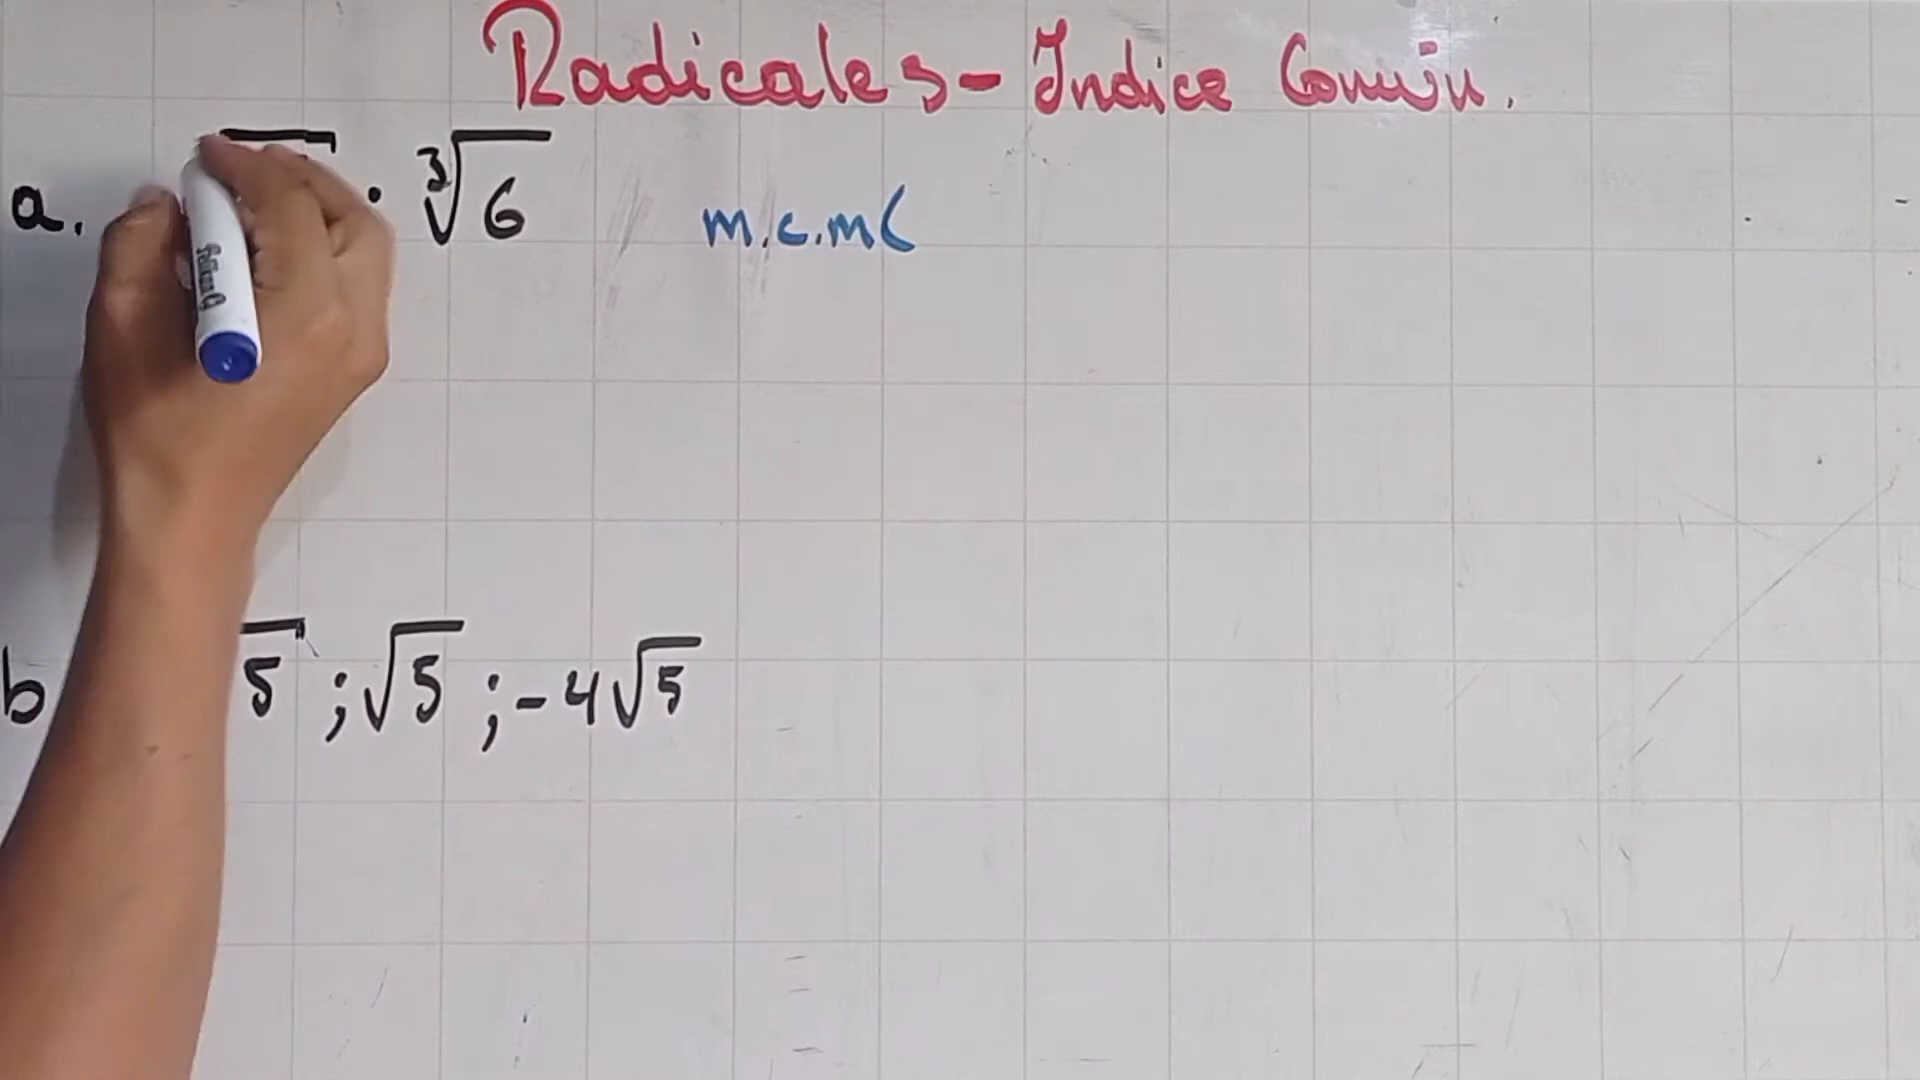 Radicales - Indice Común.
a. ; ∛6 m.c.m(
b 5 ; √5 ; -4√5